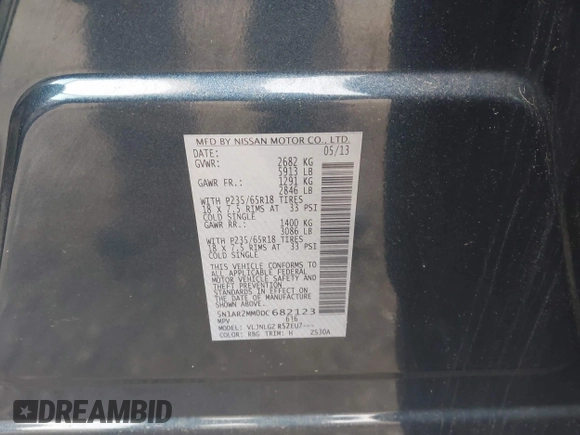 MFD BY NISSAN MOTOR CO., LTD.
DATE: 05/13
GVWR: 2682 KG
5913 LB
GAWR FR.: 1291 KG
2846 LB
WITH P235/65R18 TIRES
18 X 7.5 RIMS AT 33 PSI
COLD SINGLE
GAWR RR.: 1400 KG
3086 LB
WITH P235/65R18 TIRES
18 X 7.5 RIMS AT 33 PSI
COLD SINGLE
THIS VEHICLE CONFORMS TO
ALL APPLICABLE FEDERAL
MOTOR VEHICLE SAFETY AND
THEFT PREVENTION
STANDARDS IN EFFECT ON
THE DATE OF MANUFACTURE
SHOWN ABOVE.
5N1AR2MM0DC682123
MPV 616
MODEL:
COLOR: RBG TRIM: H 2S30A
DREAMBID